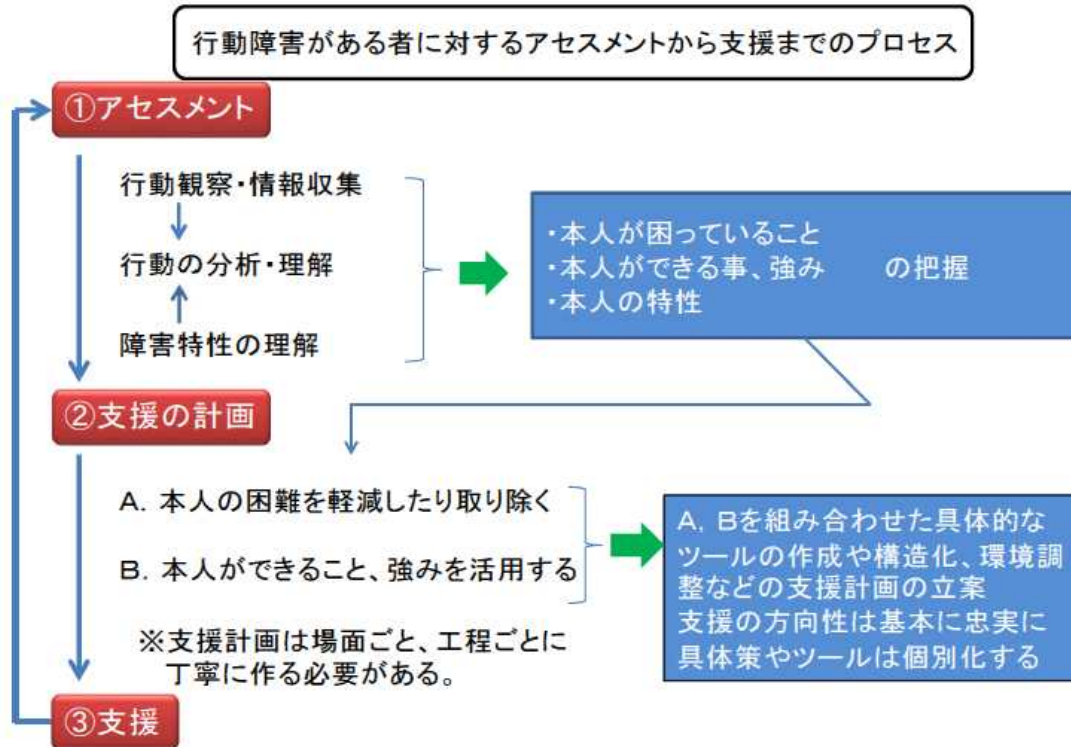 行動障害がある者に対するアセスメントから支援までのプロセス
①アセスメント
行動観察・情報収集
行動の分析・理解
障害特性の理解
・本人が困っていること
・本人ができる事、強み　　の把握
・本人の特性
②支援の計画
A. 本人の困難を軽減したり取り除く
B. 本人ができること、強みを活用する
※支援計画は場面ごと、工程ごとに
丁寧に作る必要がある。
A, Bを組み合わせた具体的な
ツールの作成や構造化、環境調
整などの支援計画の立案
支援の方向性は基本に忠実に
具体策やツールは個別化する
③支援